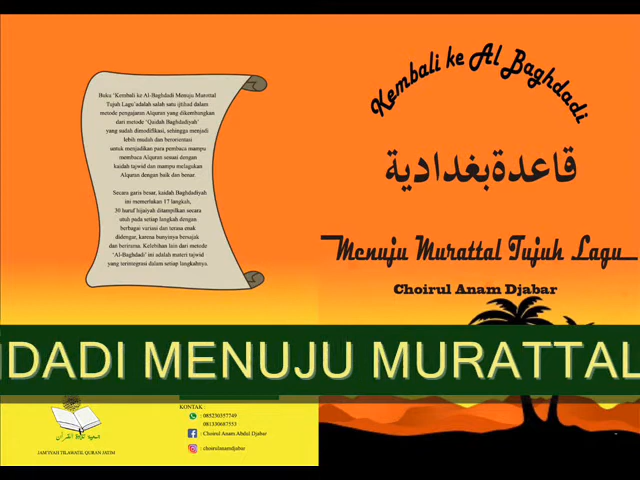 Buku 'Kembali ke Al-Baghdadi Menuju Murottal
Tujuh Lagu'adalah salah satu ijtihad dalam
metode pengajaran Alquran yang dikembangkan
dari metode 'Qaidah Baghdadiyah'
yang sudah dimodifikasi, sehingga menjadi
lebih mudah dan berorientasi
untuk menjadikan para pembaca mampu
membaca Alquran sesuai dengan
kaidah tajwid dan mampu melagukan
Alquran dengan baik dan benar.
Secara garis besar, kaidah Baghdadiyah
ini memerlukan 17 langkah,
30 huruf hijaiyah ditampilkan secara
utuh pada setiap langkah dengan
berbagai variasi dan terasa enak
didengar, karena bunyinya bersajak
dan berirama. Kelebihan lain dari metode
'Al-Baghdadi' ini adalah materi tajwid
yang terintegrasi dalam setiap langkahnya.
Kembali ke Al Baghdadi
قاعدة بغدادية
Menuju Murattal Tujuh Lagu
Choirul Anam Djabar
DADI MENUJU MURATTAL
JAM'IYAH TILAWATIL QURAN JATIM
KONTAK :
: 085230357749
081330687553
: Choirul Anam Abdul Djabar
: choirulanamdjabar